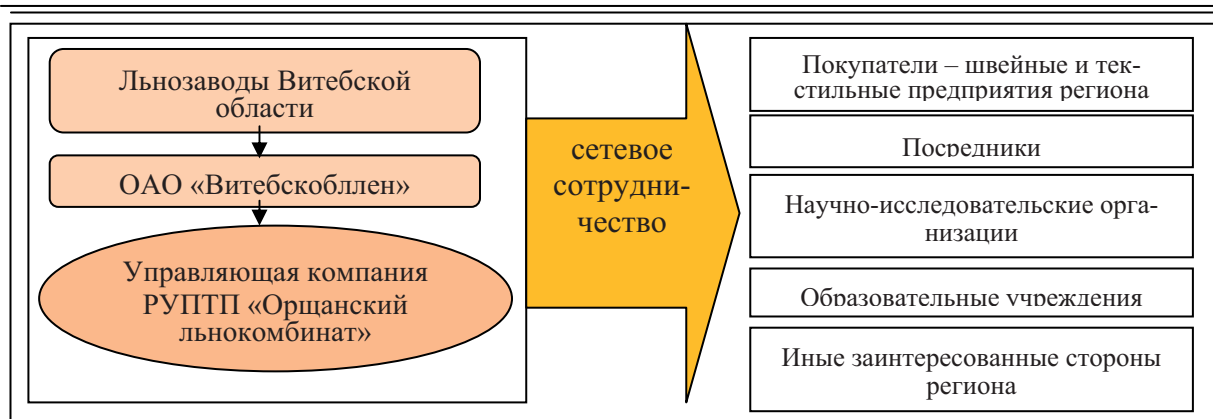 Льнозаводы Витебской
области
ОАО «Витебскобллен»
Управляющая компания
РУПТП «Орщанский
льнокомбинат»
сетевое
сотрудни-
чество
Покупатели – швейные и тек-
стильные предприятия региона
Посредники
Научно-исследовательские орга-
низации
Образовательные учреждения
Иные заинтересованные стороны
региона